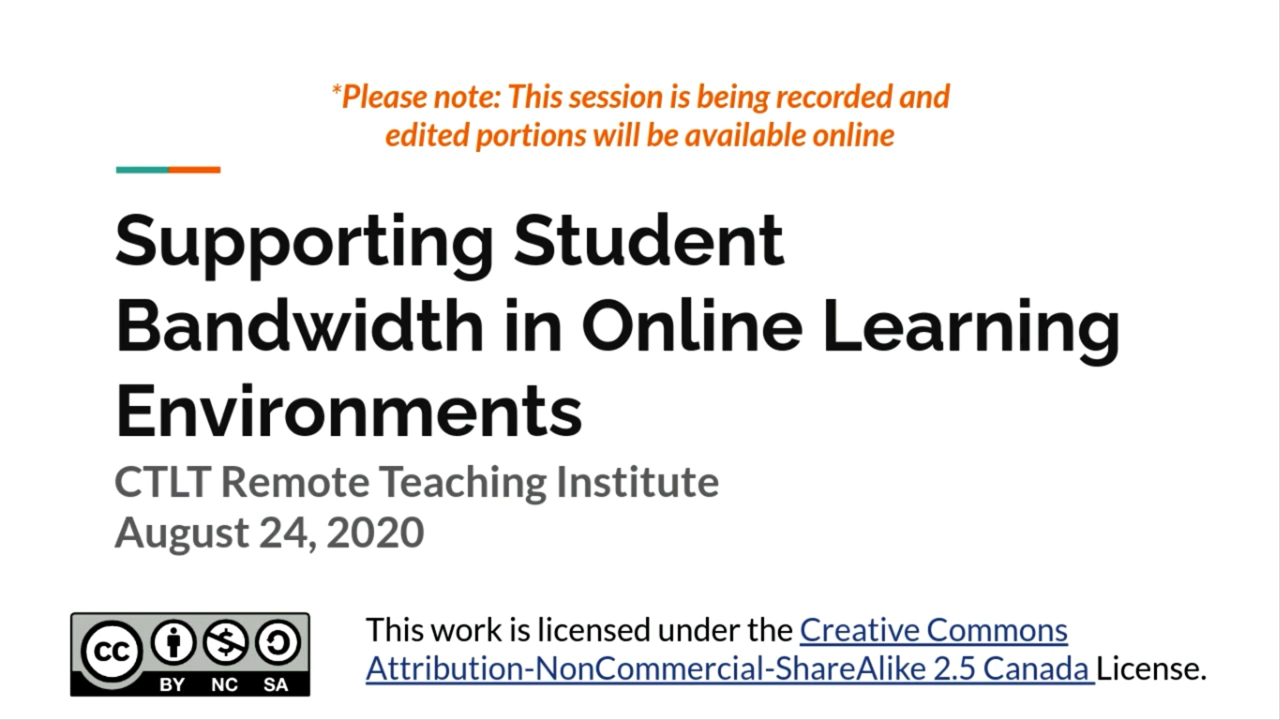 *Please note: This session is being recorded and
edited portions will be available online
Supporting Student
Bandwidth in Online Learning
Environments
CTLT Remote Teaching Institute
August 24, 2020
cc
BY NC SA
This work is licensed under the Creative Commons
Attribution-NonCommercial-ShareAlike 2.5 Canada License.